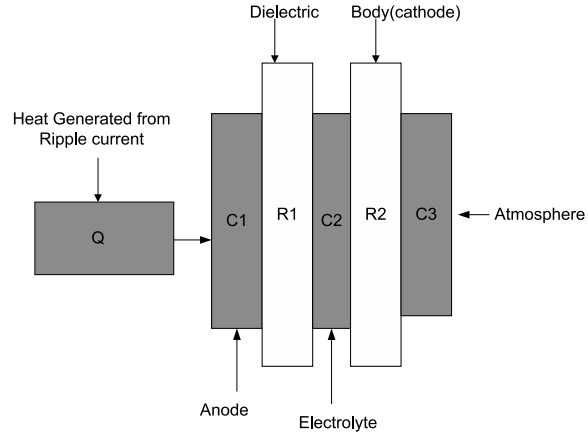 Dielectric
Body(cathode)
Heat Generated from
Ripple current
Q
C1
R1
C2
R2
C3
Atmosphere
Anode
Electrolyte